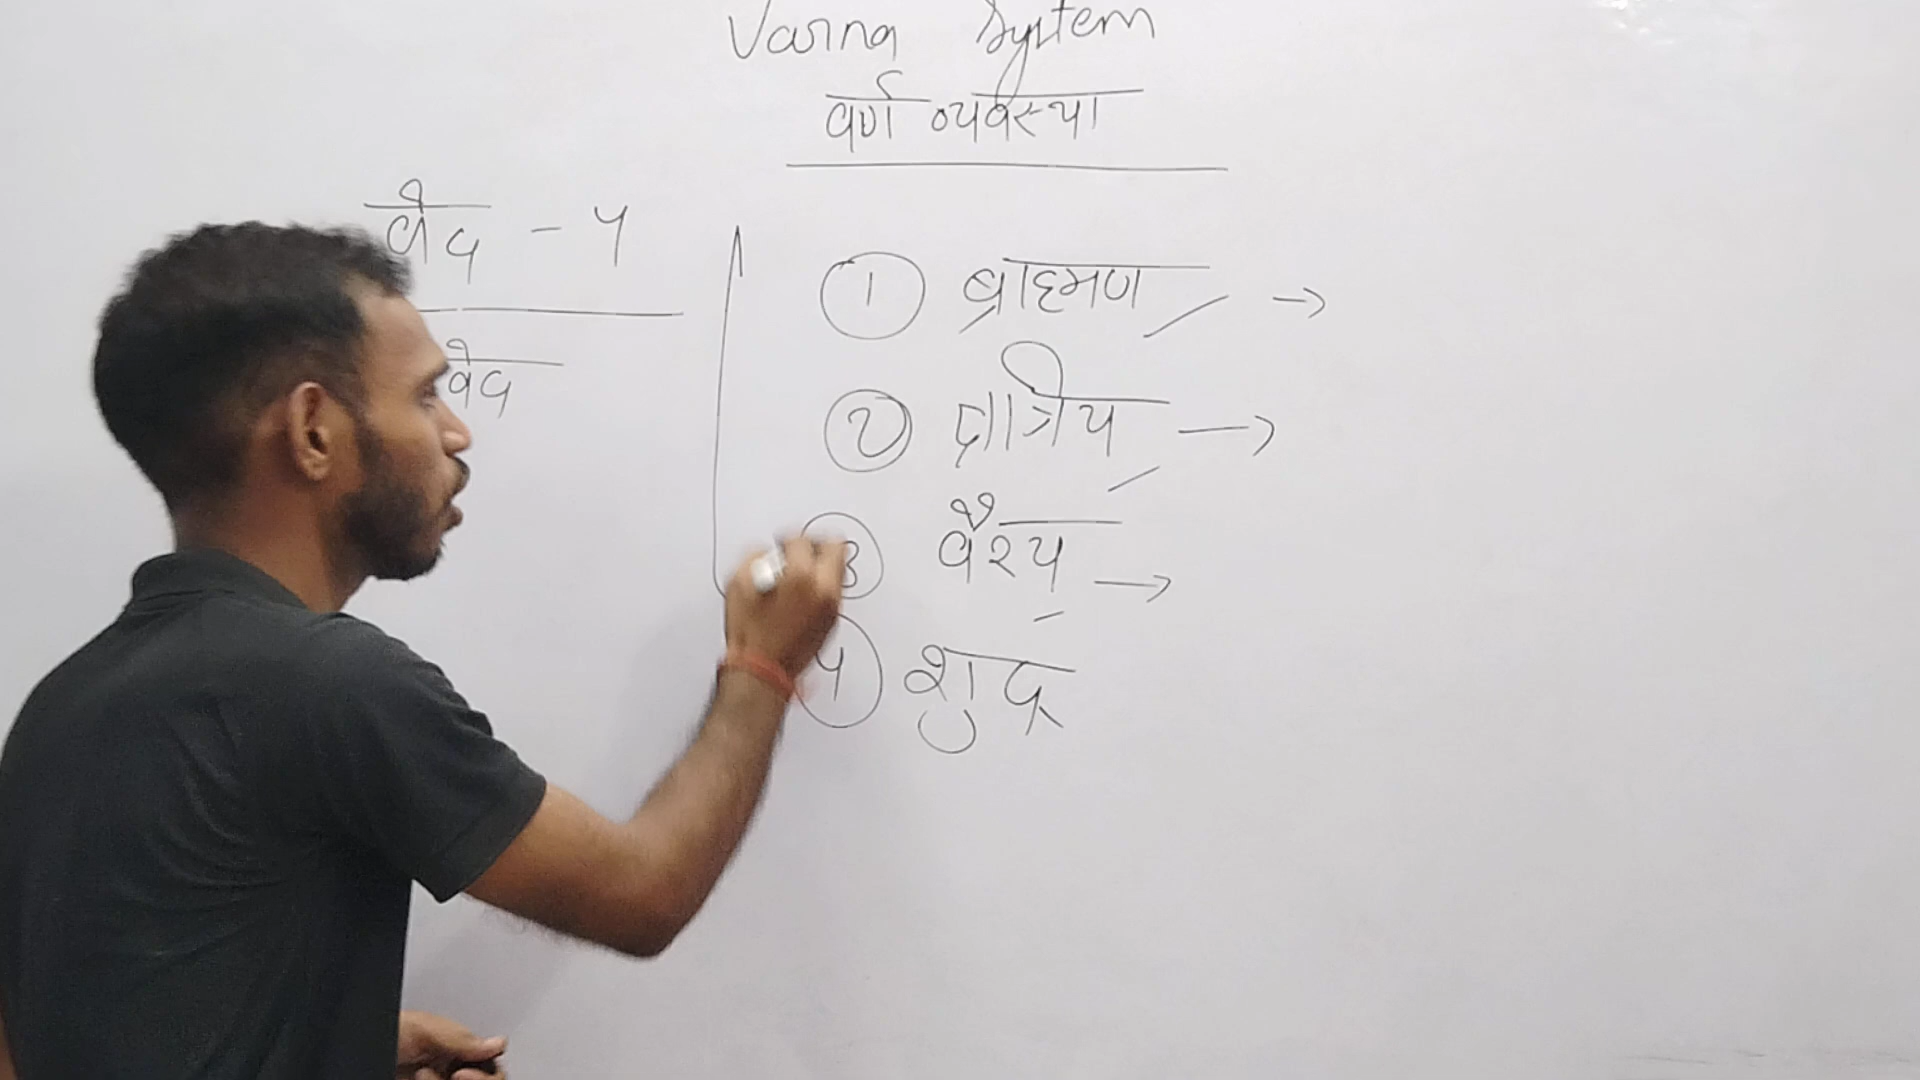 Varna System
वर्ण व्यवस्था
वेद - 4
वेद
① ब्राह्मण →
② क्षत्रिय →
③ वैश्य →
④ शुद्र